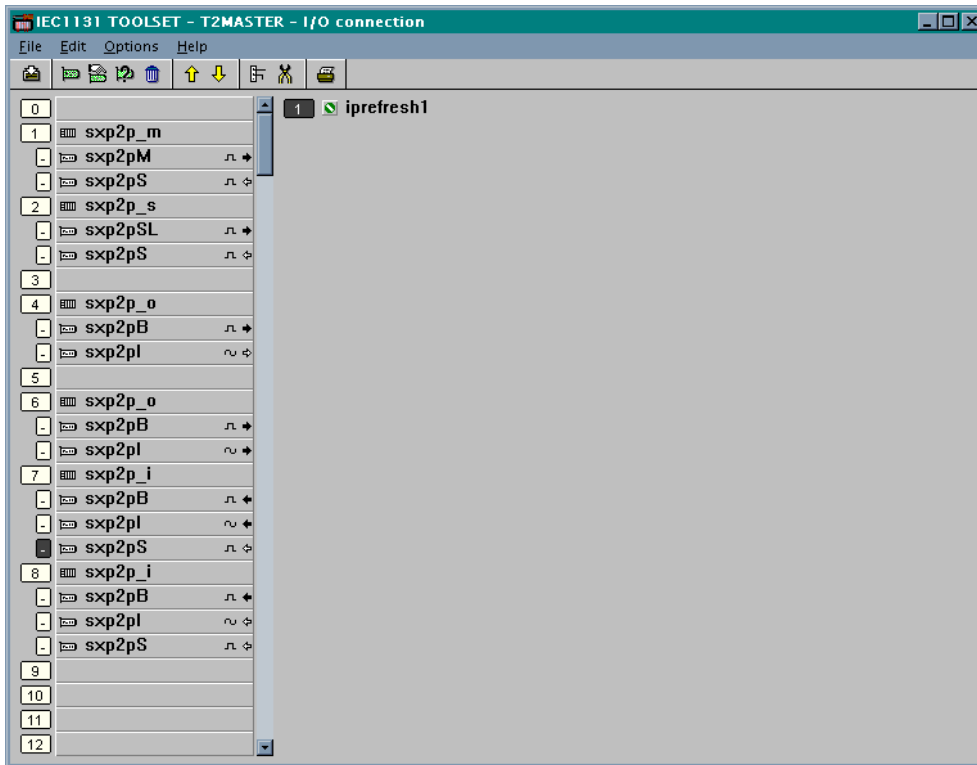 IEC1131 TOOLSET - T2MASTER - I/O connection
File Edit Options Help
0
1 sxp2p_m
- sxp2pM
- sxp2pS
2 sxp2p_s
- sxp2pSL
- sxp2pS
3
4 sxp2p_o
- sxp2pB
- sxp2pI
5
6 sxp2p_o
- sxp2pB
- sxp2pI
7 sxp2p_i
- sxp2pB
- sxp2pI
- sxp2pS
8 sxp2p_i
- sxp2pB
- sxp2pI
- sxp2pS
9
10
11
12
1 iprefresh1